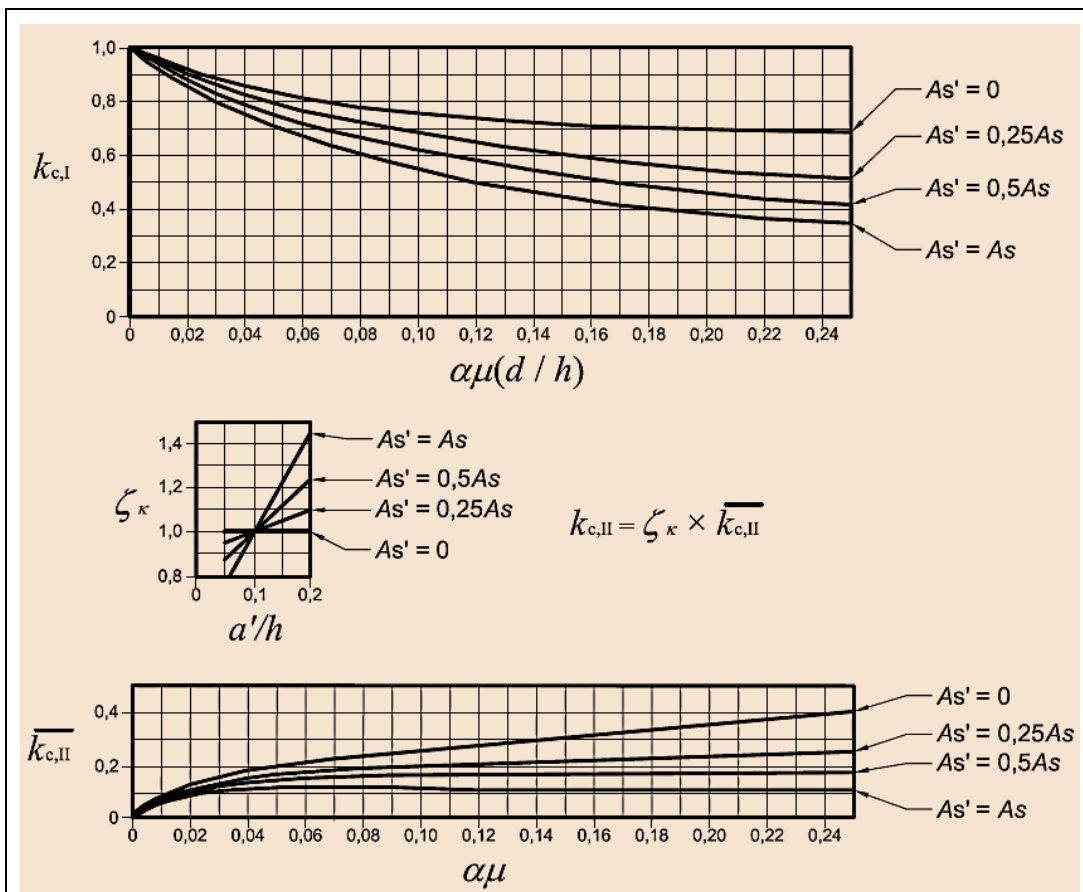 1,0
0,8
0,6
0,4
0,2
0
k c,I
0 0,02 0,04 0,06 0,08 0,10 0,12 0,14 0,16 0,18 0,20 0,22 0,24
αμ(d / h)
As' = 0
As' = 0,25As
As' = 0,5As
As' = As
1,4
1,2
1,0
0,8
ζ κ
0 0,1 0,2
a'/h
As' = As
As' = 0,5As
As' = 0,25As
As' = 0
k c,II = ζ κ × k c,II
0,4
0,2
0
k c,II
0 0,02 0,04 0,06 0,08 0,10 0,12 0,14 0,16 0,18 0,20 0,22 0,24
αμ
As' = 0
As' = 0,25As
As' = 0,5As
As' = As